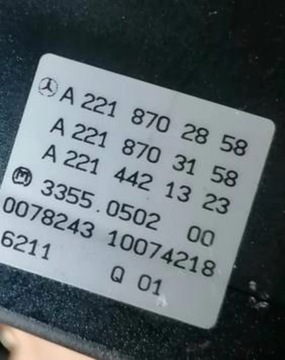 A 221 870 28 58
A 221 870 31 58
A 221 442 13 23
M 3355.0502 00
0078243 10074218
6211 Q 01